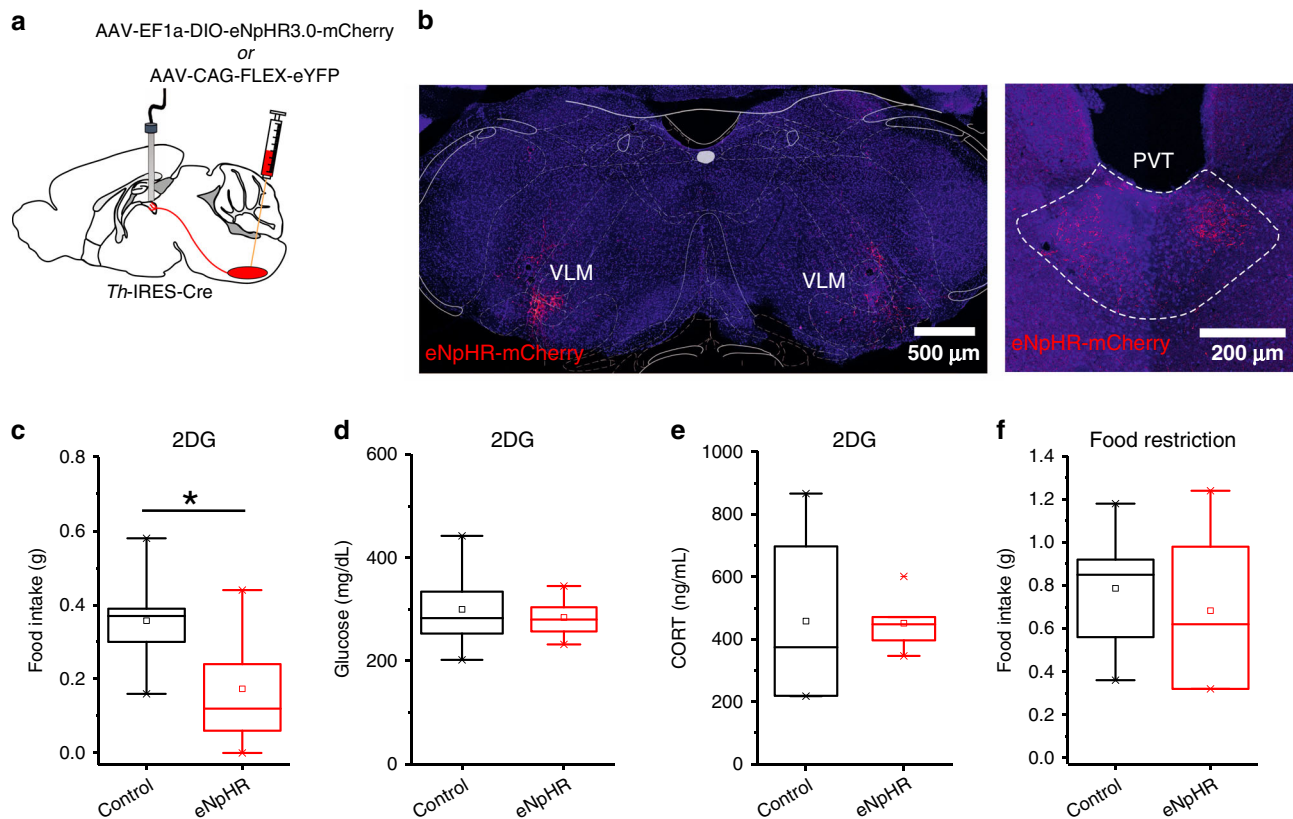 a
AAV-EF1a-DIO-eNpHR3.0-mCherry
or
AAV-CAG-FLEX-eYFP
Th-IRES-Cre
b
VLM
VLM
eNpHR-mCherry
500 μm
PVT
eNpHR-mCherry
200 μm
c
2DG
Food intake (g)
0.8
0.6
0.4
0.2
0.0
*
Control
eNpHR
d
2DG
Glucose (mg/dL)
600
400
200
0
Control
eNpHR
e
2DG
CORT (ng/mL)
1000
800
600
400
200
0
Control
eNpHR
f
Food restriction
Food intake (g)
1.4
1.2
1.0
0.8
0.6
0.4
0.2
0.0
Control
eNpHR